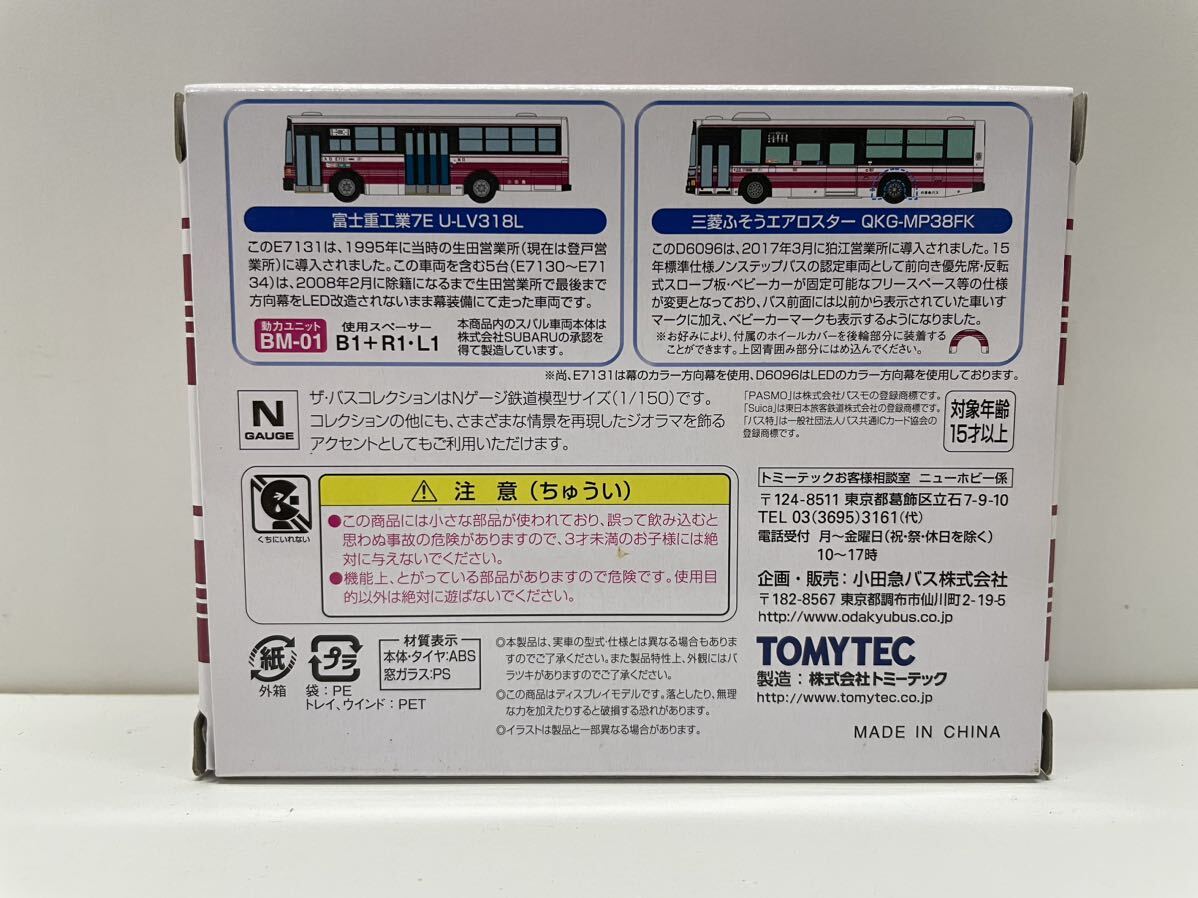 富士重工業7E U-LV318L
このE7131は、1995年に当時の生田営業所(現在は登戸営
業所)に導入されました。この車両を含む5台(E7130〜E71
34)は、2008年2月に除籍になるまで生田営業所で最後まで
方向幕をLED改造されないまま幕装備にて走った車両です。
動力ユニット
BM-01
使用スペーサー
B1+R1・L1
本商品内のスバル車両本体は
株式会社SUBARUの承認を
得て製造しています。
三菱ふそうエアロスター QKG-MP38FK
このD6096は、2017年3月に狛江営業所に導入されました。15
年標準仕様ノンステップバスの認定車両として前向き優先席・反転
式スロープ板・ベビーカーが固定可能なフリースペース等の仕様
が変更となっており、バス前面には以前から表示されていた車いす
マークに加え、ベビーカーマークも表示するようになりました。
※お好みにより、付属のホイールカバーを後輪部分に装着する
ことができます。上図青囲み部分にはめ込んでください。
※尚、E7131は幕のカラー方向幕を使用、D6096はLEDのカラー方向幕を使用しております。
N
GAUGE
ザ・バスコレクションはNゲージ鉄道模型サイズ(1/150)です。
コレクションの他にも、さまざまな情景を再現したジオラマを飾る
アクセントとしてもご利用いただけます。
「PASMO」は株式会社パスモの登録商標です。
「Suica」は東日本旅客鉄道株式会社の登録商標です。
「バス特」は一般社団法人バス共通ICカード協会の
登録商標です。
対象年齢
15才以上
くちにいれない
注意(ちゅうい)
●この商品には小さな部品が使われており、誤って飲み込むと
思わぬ事故の危険がありますので、3才未満のお子様には絶
対に与えないでください。
●機能上、とがっている部品がありますので危険です。使用目
的以外は絶対に遊ばないでください。
トミーテックお客様相談室 ニューホビー係
〒124-8511 東京都葛飾区立石7-9-10
TEL 03(3695)3161(代)
電話受付 月〜金曜日(祝・祭・休日を除く)
10〜17時
企画・販売：小田急バス株式会社
〒182-8567 東京都調布市仙川町2-19-5
http://www.odakyubus.co.jp
TOMYTEC
製造：株式会社トミーテック
http://www.tomytec.co.jp
MADE IN CHINA
紙
外箱
プラ
袋：PE
トレイ、ウインド：PET
材質表示
本体・タイヤ:ABS
窓ガラス:PS
◎本製品は、実車の型式・仕様とは異なる場合もありま
すのでご了承ください。また製品特性上、外観にはバ
ラツキがありますのでご了承ください。
◎この商品はディスプレイモデルです。落としたり、無理
な力を加えたりすると破損する恐れがあります。
◎イラストは製品と一部異なる場合があります。